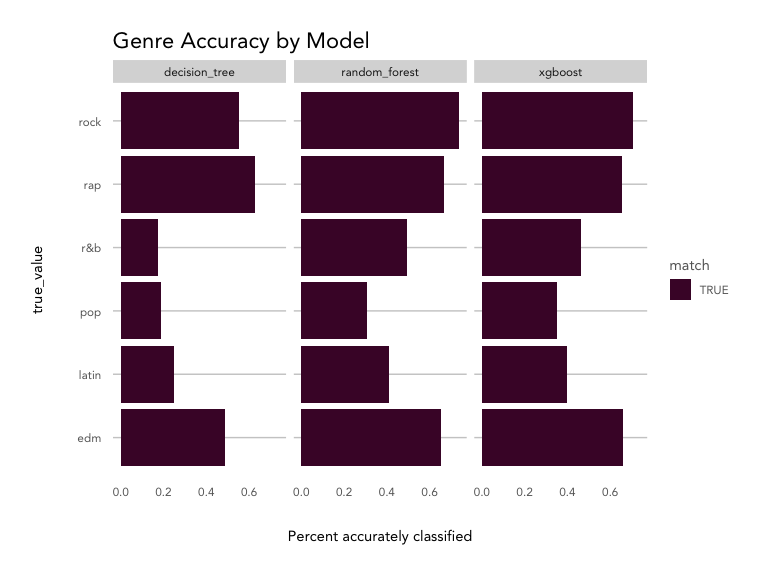 Genre Accuracy by Model
decision_tree random_forest xgboost
rock
rap
r&b
pop
latin
edm
true_value
0.0 0.2 0.4 0.6 0.0 0.2 0.4 0.6 0.0 0.2 0.4 0.6
Percent accurately classified
match
TRUE